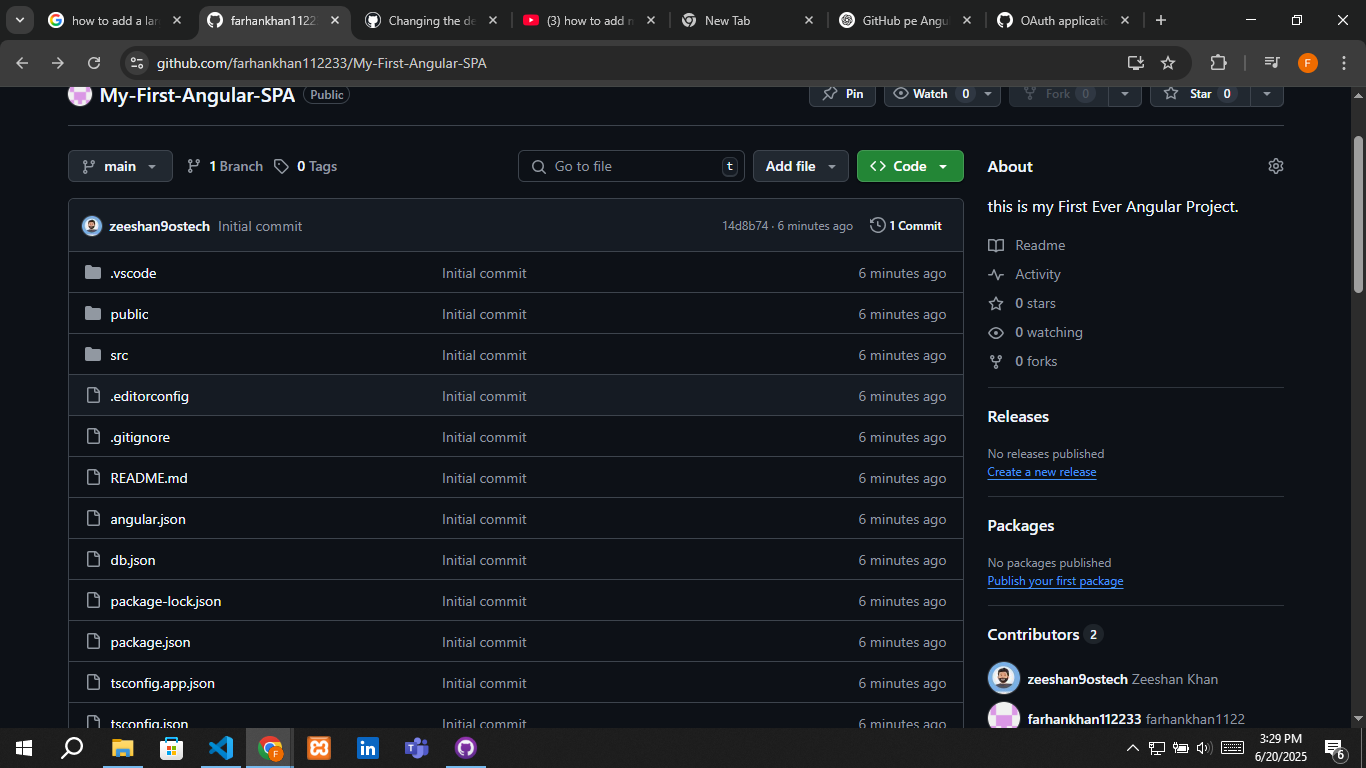 how to add a lar
farhankhan1122
Changing the de
(3) how to add n
New Tab
GitHub pe Angu
OAuth applicatio
github.com/farhankhan112233/My-First-Angular-SPA
F
My-First-Angular-SPA Public
Pin
Watch 0
Fork 0
Star 0
main
1 Branch
0 Tags
Go to file t
Add file
Code
zeeshan9ostech Initial commit 14d8b74 · 6 minutes ago 1 Commit
.vscode Initial commit 6 minutes ago
public Initial commit 6 minutes ago
src Initial commit 6 minutes ago
.editorconfig Initial commit 6 minutes ago
.gitignore Initial commit 6 minutes ago
README.md Initial commit 6 minutes ago
angular.json Initial commit 6 minutes ago
db.json Initial commit 6 minutes ago
package-lock.json Initial commit 6 minutes ago
package.json Initial commit 6 minutes ago
tsconfig.app.json Initial commit 6 minutes ago
tsconfig.json Initial commit 6 minutes ago
About
this is my First Ever Angular Project.
Readme
Activity
0 stars
0 watching
0 forks
Releases
No releases published
Create a new release
Packages
No packages published
Publish your first package
Contributors 2
zeeshan9ostech Zeeshan Khan
farhankhan112233 farhankhan1122
3:29 PM
6/20/2025
6